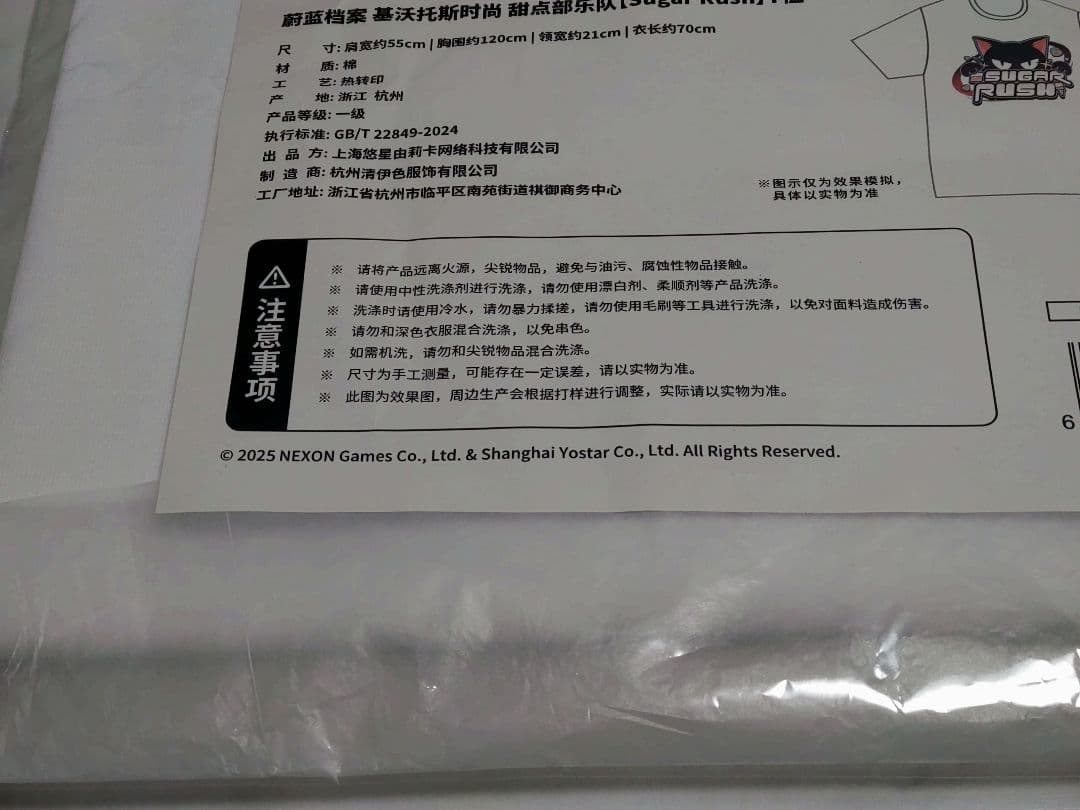 蔚蓝档案 基沃托斯时尚 甜点部乐队【Sugar Rush】T恤
尺 寸: 肩宽约55cm | 胸围约120cm | 领宽约21cm | 衣长约70cm
材 质: 棉
工 艺: 热转印
产 地: 浙江 杭州
产品等级: 一级
执行标准: GB/T 22849-2024
出 品 方: 上海悠星由莉卡网络科技有限公司
制 造 商: 杭州清伊色服饰有限公司
工厂地址: 浙江省杭州市临平区南苑街道祺御商务中心
SUGAR
RUSH
※图示仅为效果模拟，
具体以实物为准
注意事项
※ 请将产品远离火源，尖锐物品，避免与油污、腐蚀性物品接触。
※ 请使用中性洗涤剂进行洗涤，请勿使用漂白剂、柔顺剂等产品洗涤。
※ 洗涤时请使用冷水，请勿暴力揉搓，请勿使用毛刷等工具进行洗涤，以免对面料造成伤害。
※ 请勿和深色衣服混合洗涤，以免串色。
※ 如需机洗，请勿和尖锐物品混合洗涤。
※ 尺寸为手工测量，可能存在一定误差，请以实物为准。
※ 此图为效果图，周边生产会根据打样进行调整，实际请以实物为准。
6
© 2025 NEXON Games Co., Ltd. & Shanghai Yostar Co., Ltd. All Rights Reserved.